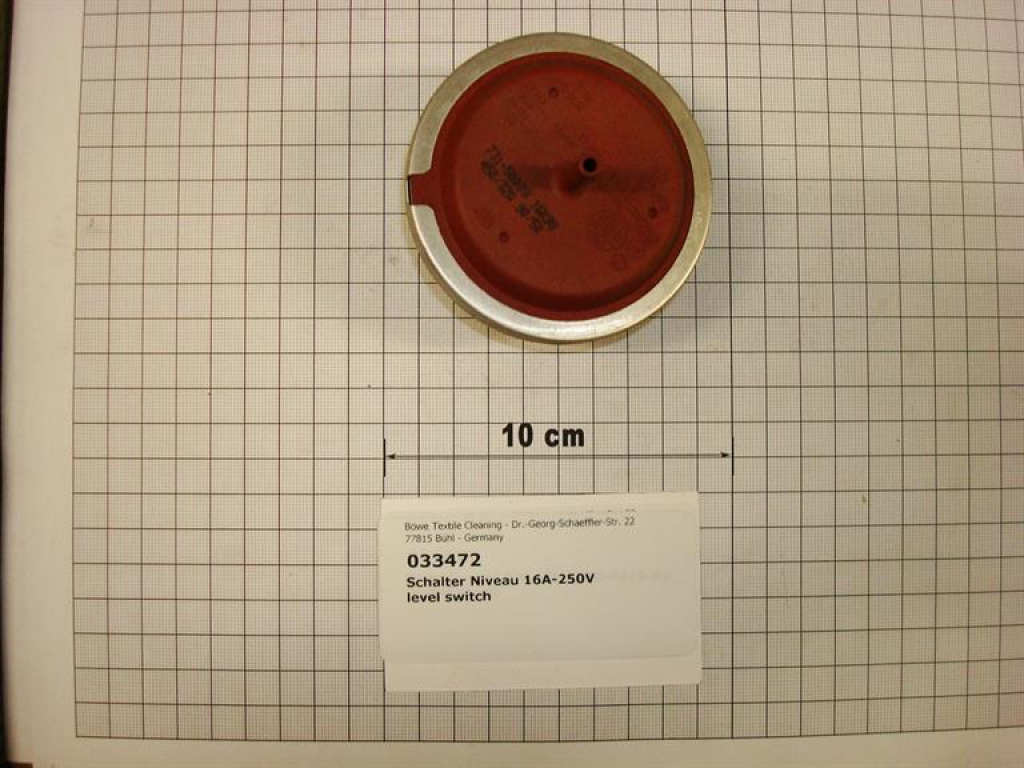 10 cm
Bowe Textile Cleaning - Dr.-Georg-Schaeffler-Str. 22
77815 Buhl - Germany
033472
Schalter Niveau 16A-250V
level switch